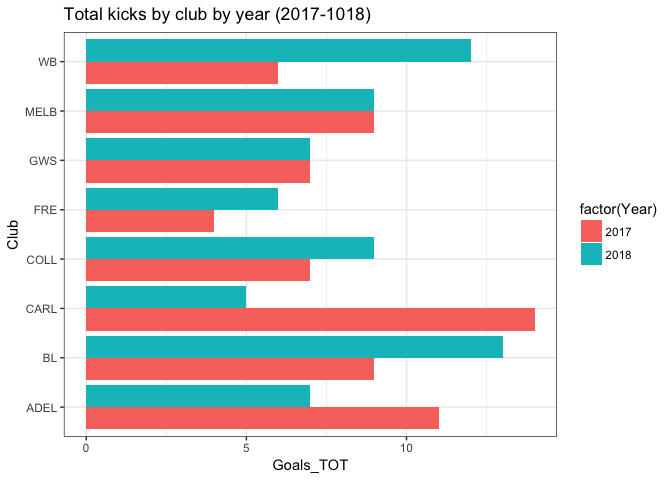 Total kicks by club by year (2017-1018)
WB
MELB
GWS
FRE
COLL
CARL
BL
ADEL
Club
0 5 10
Goals_TOT
factor(Year)
2017
2018